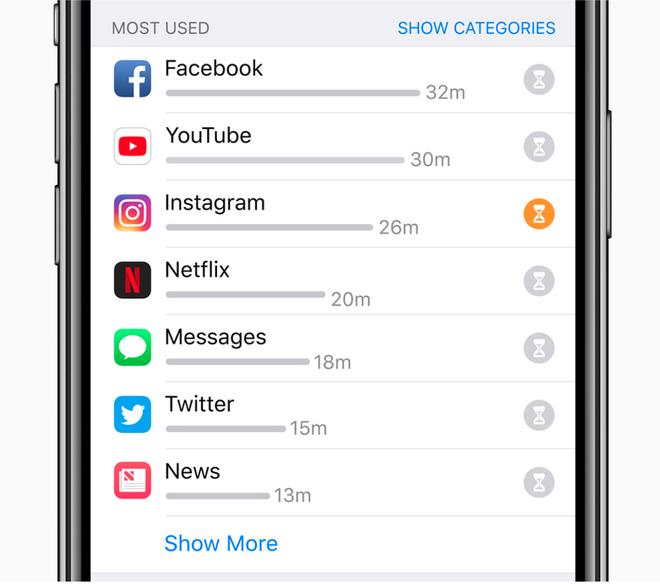 MOST USED SHOW CATEGORIES
Facebook
32m
YouTube
30m
Instagram
26m
Netflix
20m
Messages
18m
Twitter
15m
News
13m
Show More